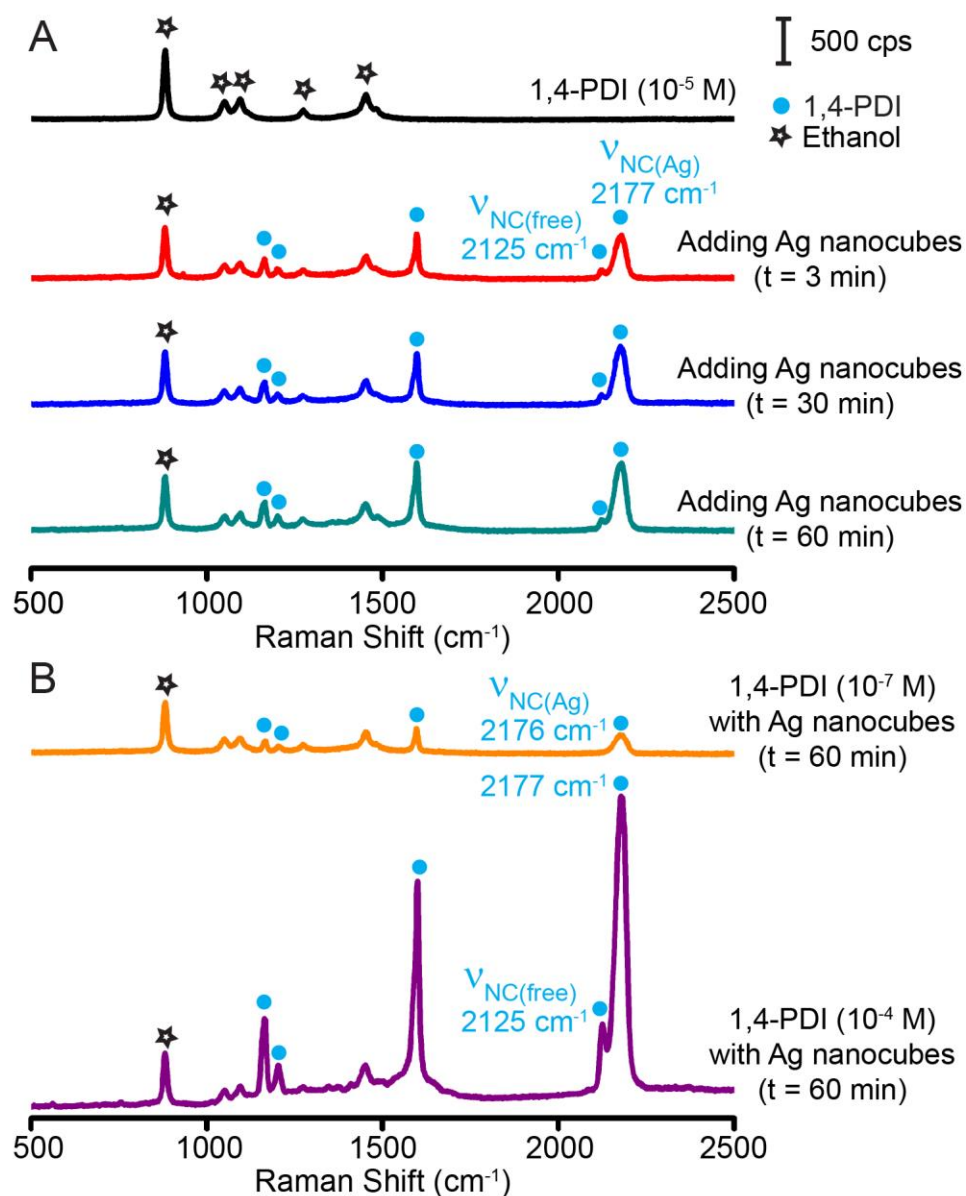 A
500 cps
1,4-PDI (10⁻⁵ M)
1,4-PDI
Ethanol
νNC(Ag)
2177 cm⁻¹
νNC(free)
2125 cm⁻¹
Adding Ag nanocubes
(t = 3 min)
Adding Ag nanocubes
(t = 30 min)
Adding Ag nanocubes
(t = 60 min)
500 1000 1500 2000 2500
Raman Shift (cm⁻¹)
B
1,4-PDI (10⁻⁷ M)
with Ag nanocubes
(t = 60 min)
νNC(Ag)
2176 cm⁻¹
2177 cm⁻¹
νNC(free)
2125 cm⁻¹
1,4-PDI (10⁻⁴ M)
with Ag nanocubes
(t = 60 min)
500 1000 1500 2000 2500
Raman Shift (cm⁻¹)